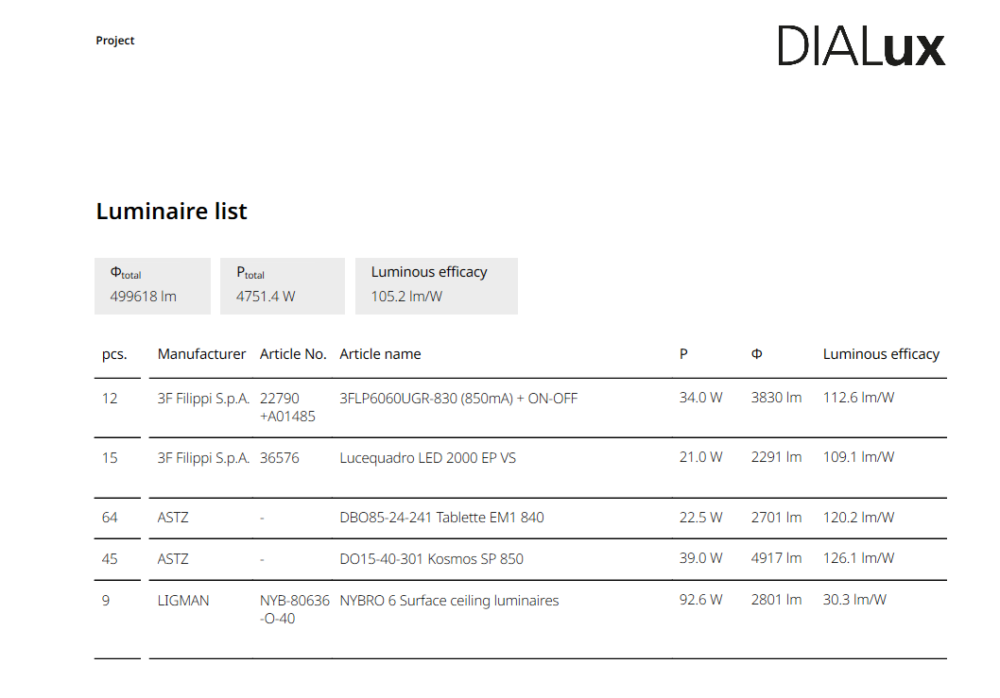 Project
DIALux
Luminaire list
Φtotal
499618 lm
Ptotal
4751.4 W
Luminous efficacy
105.2 lm/W
pcs. Manufacturer Article No. Article name P Φ Luminous efficacy
12 3F Filippi S.p.A. 22790 3FLP6060UGR-830 (850mA) + ON-OFF 34.0 W 3830 lm 112.6 lm/W
+A01485
15 3F Filippi S.p.A. 36576 Lucequadro LED 2000 EP VS 21.0 W 2291 lm 109.1 lm/W
64 ASTZ - DBO85-24-241 Tablette EM1 840 22.5 W 2701 lm 120.2 lm/W
45 ASTZ - DO15-40-301 Kosmos SP 850 39.0 W 4917 lm 126.1 lm/W
9 LIGMAN NYB-80636 NYBRO 6 Surface ceiling luminaires 92.6 W 2801 lm 30.3 lm/W
-O-40